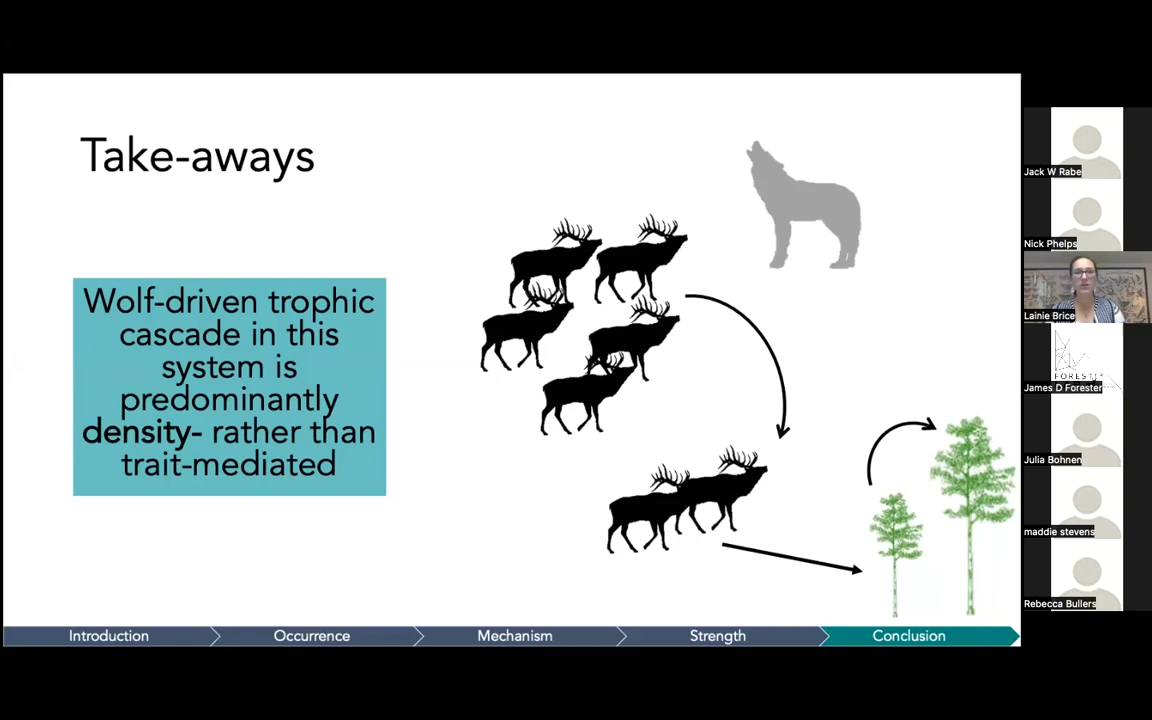 Take-aways
Wolf-driven trophic
cascade in this
system is
predominantly
density- rather than
trait-mediated
Introduction
Occurrence
Mechanism
Strength
Conclusion
Jack W Rabe
Nick Phelps
Lainie Brice
James D Forester
Julia Bohnen
maddie stevens
Rebecca Bullers